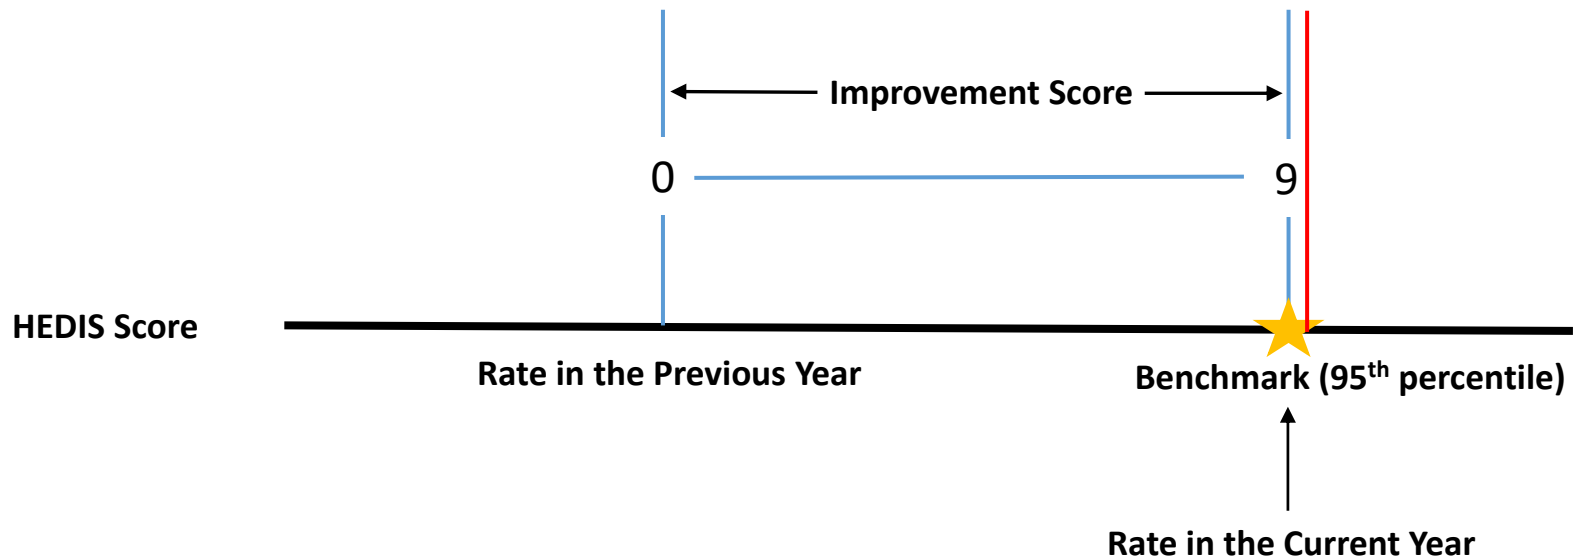 Improvement Score
0
9
HEDIS Score
Rate in the Previous Year
Benchmark (95th percentile)
Rate in the Current Year